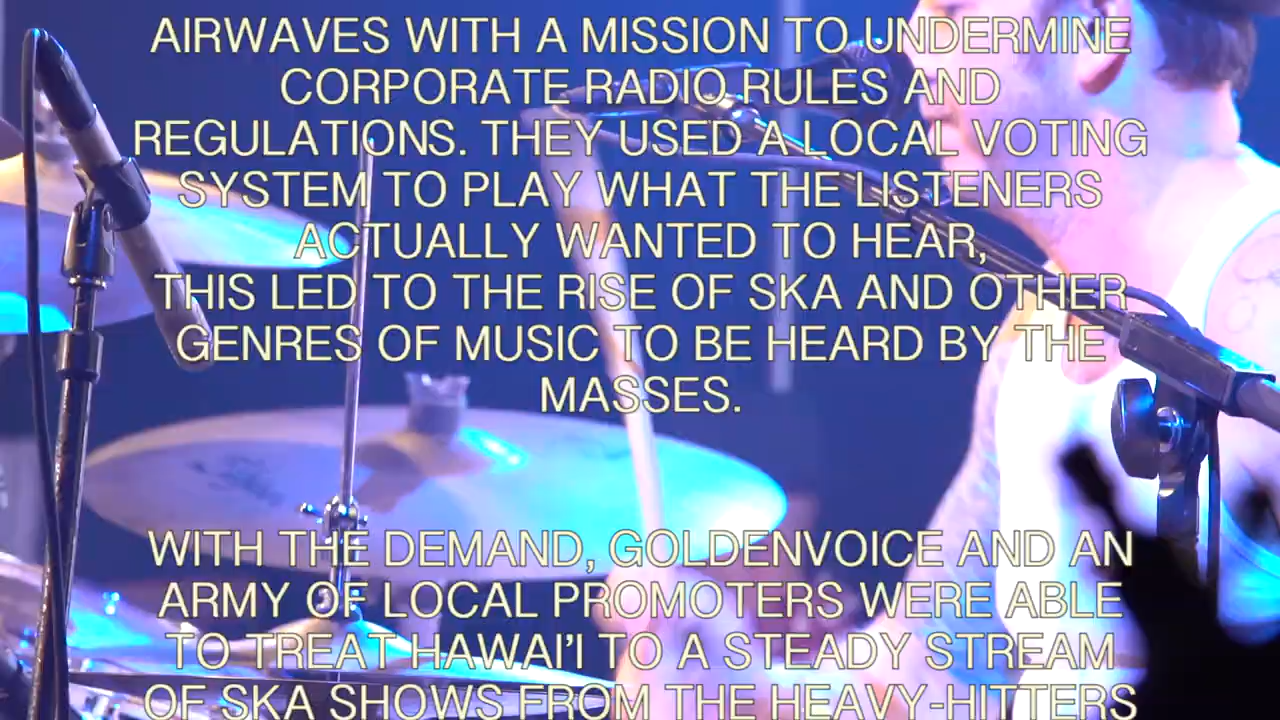 AIRWAVES WITH A MISSION TO UNDERMINE
CORPORATE RADIO RULES AND
REGULATIONS. THEY USED A LOCAL VOTING
SYSTEM TO PLAY WHAT THE LISTENERS
ACTUALLY WANTED TO HEAR,
THIS LED TO THE RISE OF SKA AND OTHER
GENRES OF MUSIC TO BE HEARD BY THE
MASSES.
WITH THE DEMAND, GOLDENVOICE AND AN
ARMY OF LOCAL PROMOTERS WERE ABLE
TO TREAT HAWAI'I TO A STEADY STREAM
OF SKA SHOWS FROM THE HEAVY-HITTERS